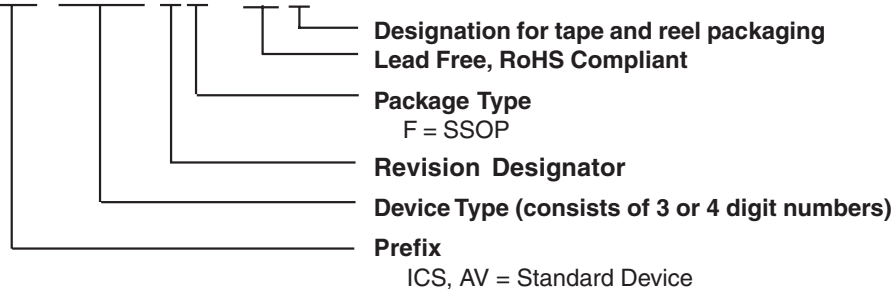 Designation for tape and reel packaging
Lead Free, RoHS Compliant
Package Type
F = SSOP
Revision Designator
Device Type (consists of 3 or 4 digit numbers)
Prefix
ICS, AV = Standard Device